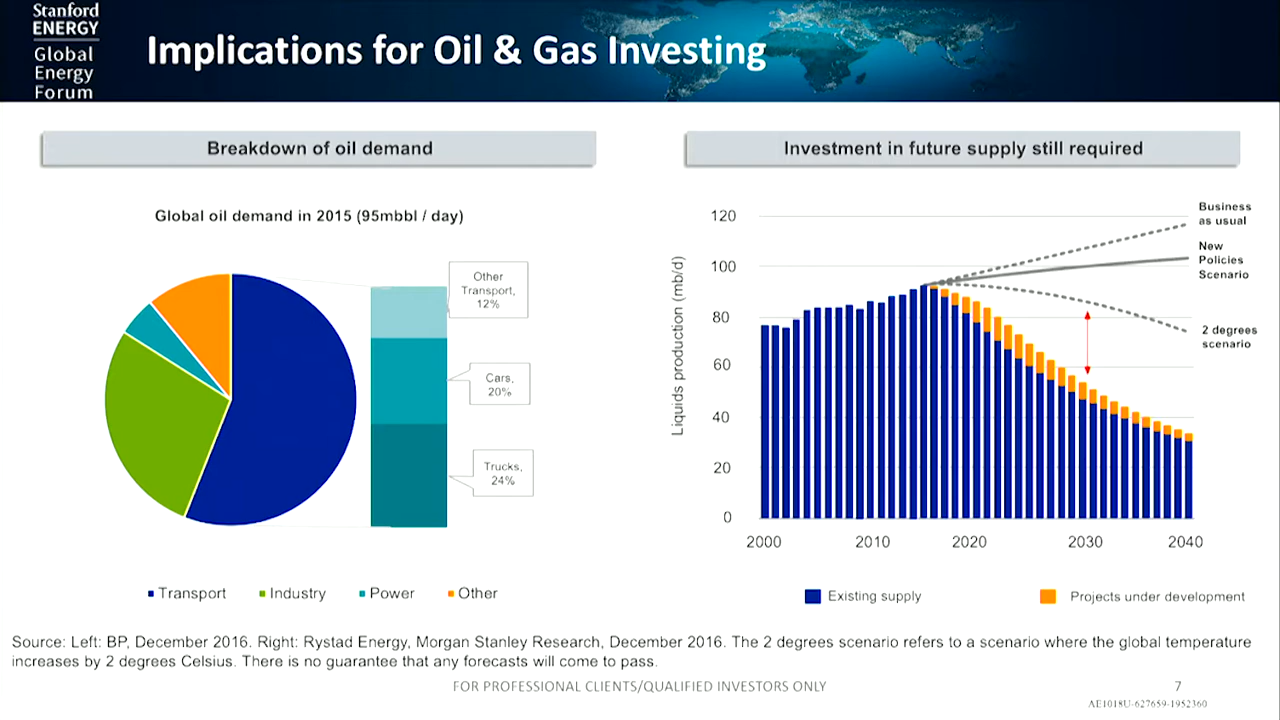 Stanford
ENERGY
Global
Energy
Forum
Implications for Oil & Gas Investing
Breakdown of oil demand
Global oil demand in 2015 (95mbbl / day)
Other
Transport,
12%
Cars,
20%
Trucks,
24%
Transport
Industry
Power
Other
Investment in future supply still required
Liquids production (mb/d)
120
100
80
60
40
20
0
2000
2010
2020
2030
2040
Business
as usual
New
Policies
Scenario
2 degrees
scenario
Existing supply
Projects under development
Source: Left: BP, December 2016. Right: Rystad Energy, Morgan Stanley Research, December 2016. The 2 degrees scenario refers to a scenario where the global temperature
increases by 2 degrees Celsius. There is no guarantee that any forecasts will come to pass.
FOR PROFESSIONAL CLIENTS/QUALIFIED INVESTORS ONLY
7
AE1018U-627659-1952360